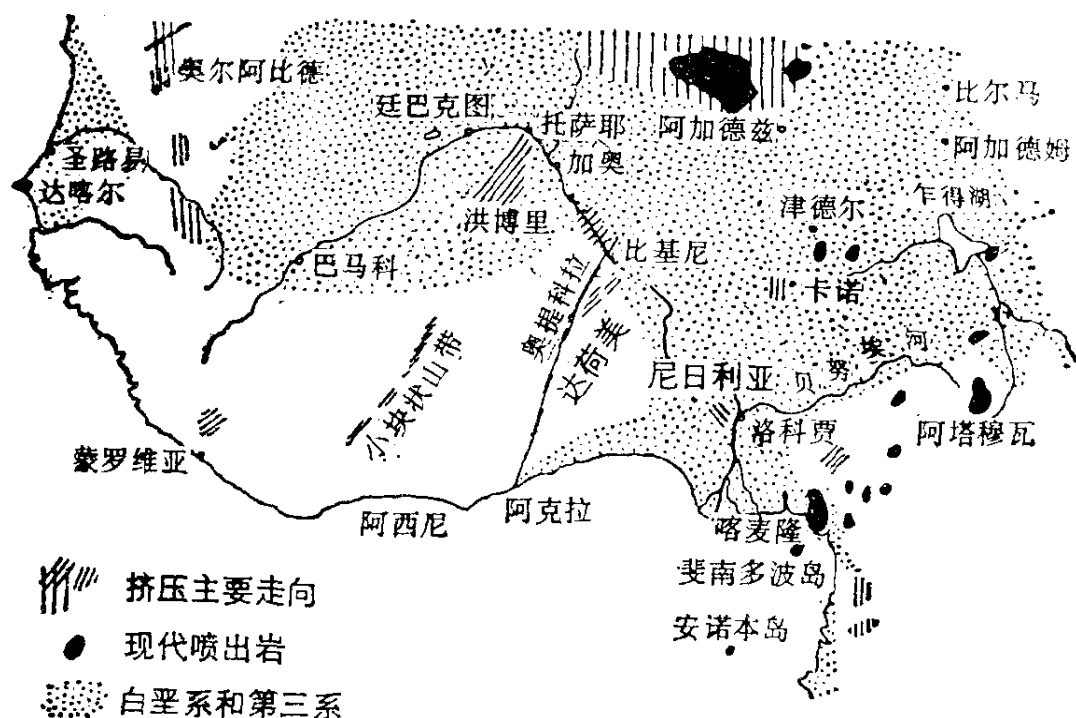 奥尔阿比德
廷巴克图
托萨耶
阿加德兹
比尔马
圣路易
加奥
阿加德姆
达喀尔
洪博里
津德尔
乍得湖
巴马科
比基尼
卡诺
奥提科拉
达荷美
小块状山带
尼日利亚
贝努埃河
洛科贾
阿塔穆瓦
蒙罗维亚
阿西尼
阿克拉
喀麦隆
斐南多波岛
安诺本岛
挤压主要走向
现代喷出岩
白垩系和第三系